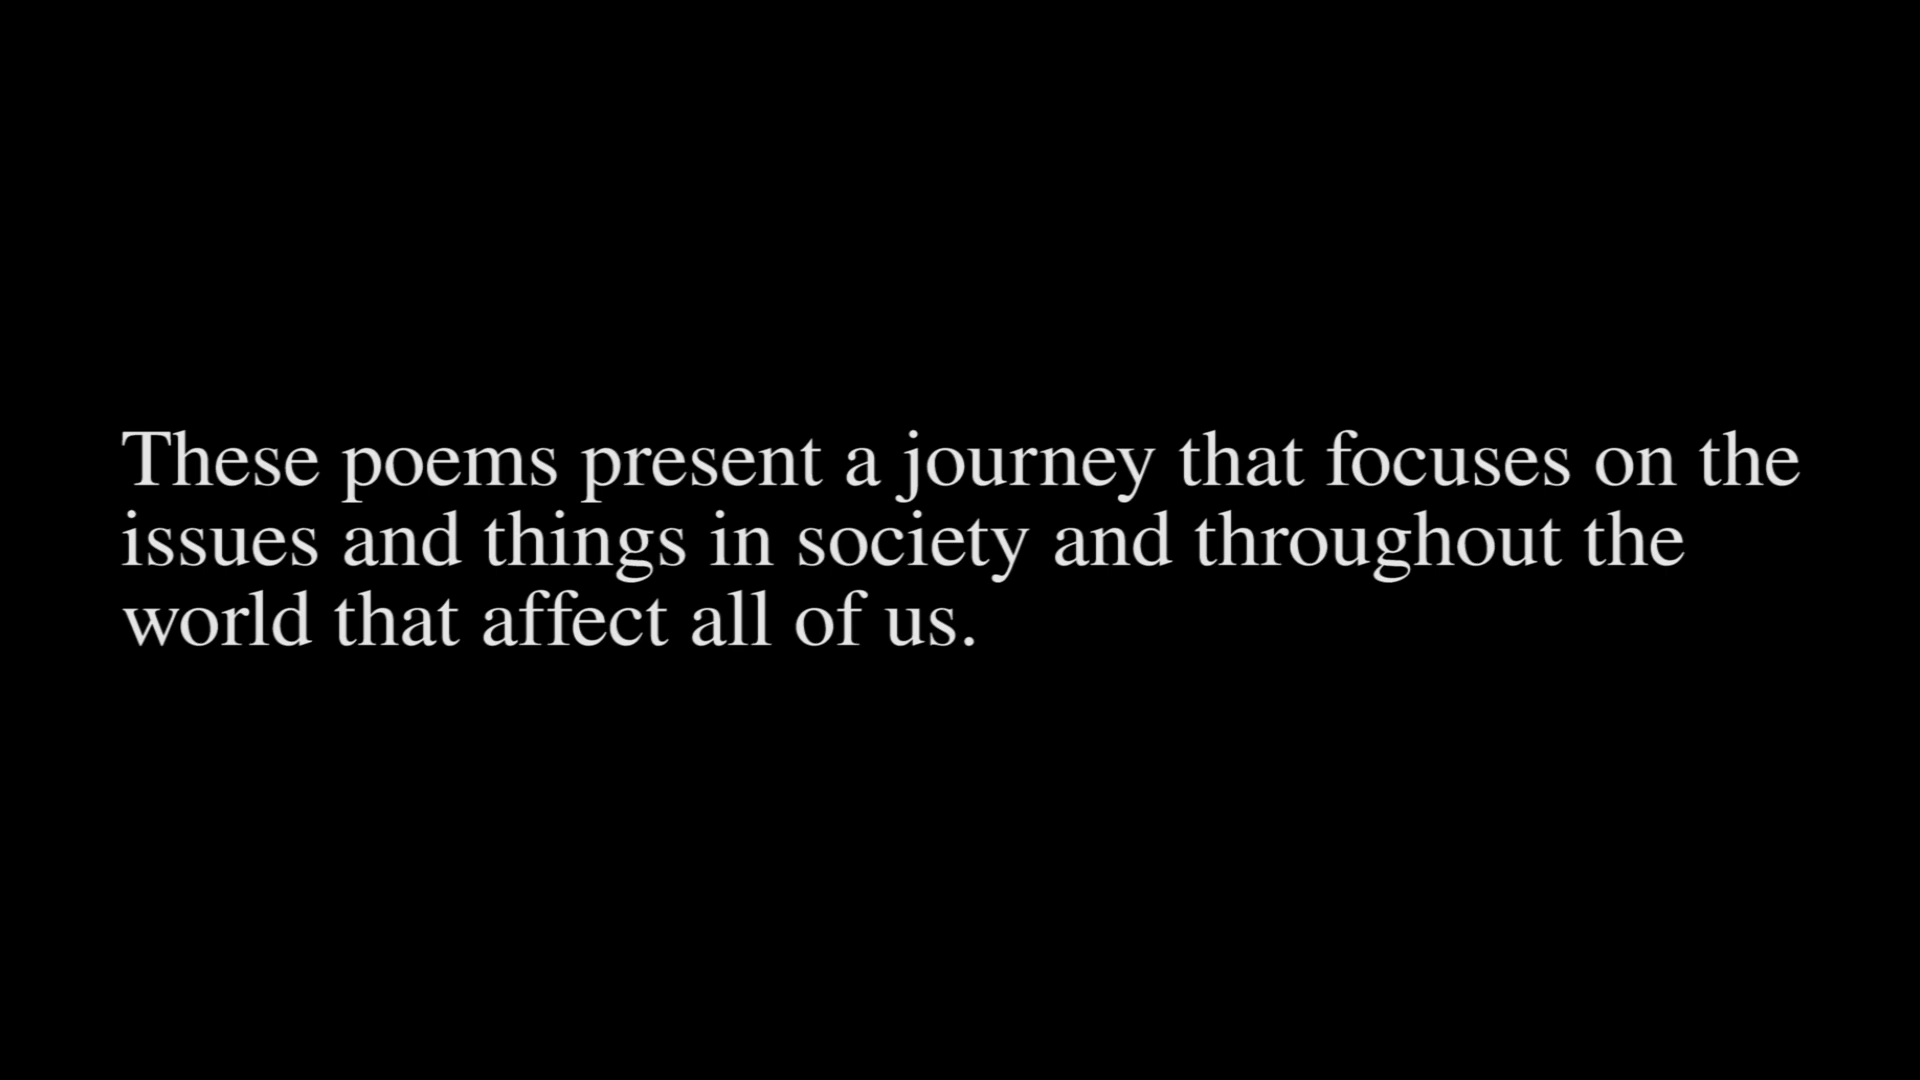 These poems present a journey that focuses on the
issues and things in society and throughout the
world that affect all of us.